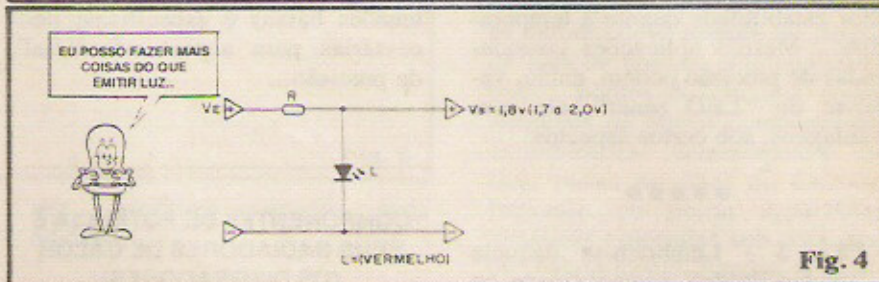 EU POSSO FAZER MAIS
COISAS DO QUE
EMITIR LUZ...
R
VE
+
+
Vs=1,8v(1,7 a 2,0v)
L
-
-
L=(VERMELHO)
Fig. 4